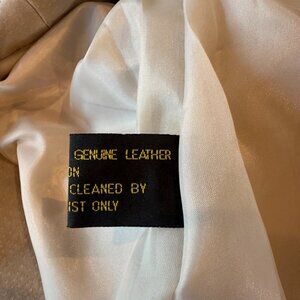 GENUINE LEATHER
ON
CLEANED BY
IST ONLY